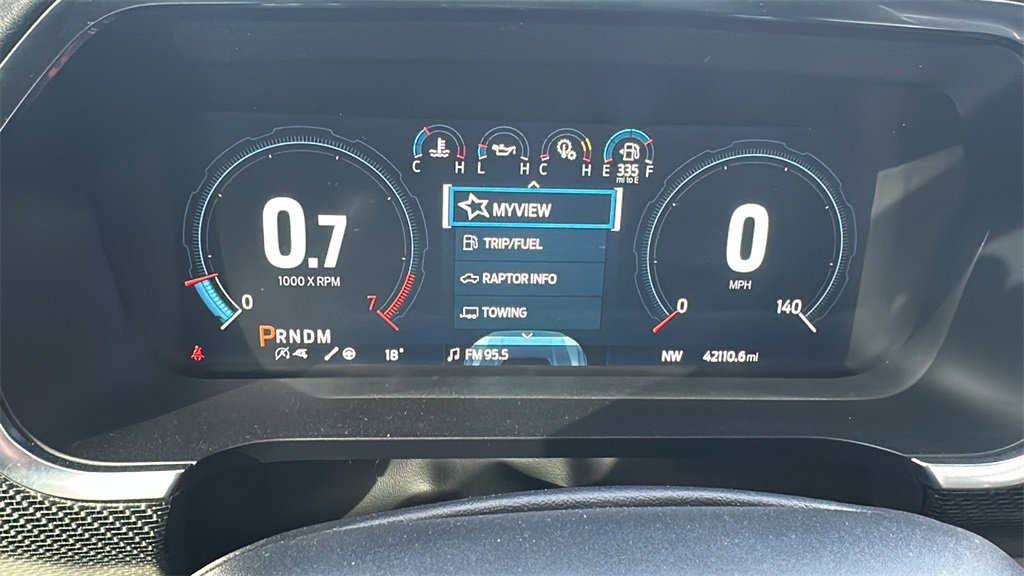 C H L H C H E 335 F
mi to E
MYVIEW
TRIP/FUEL
RAPTOR INFO
TOWING
0.7
1000 X RPM
0 7
PRNDM
0
MPH
0 140
18° FM 95.5 NW 42110.6 mi